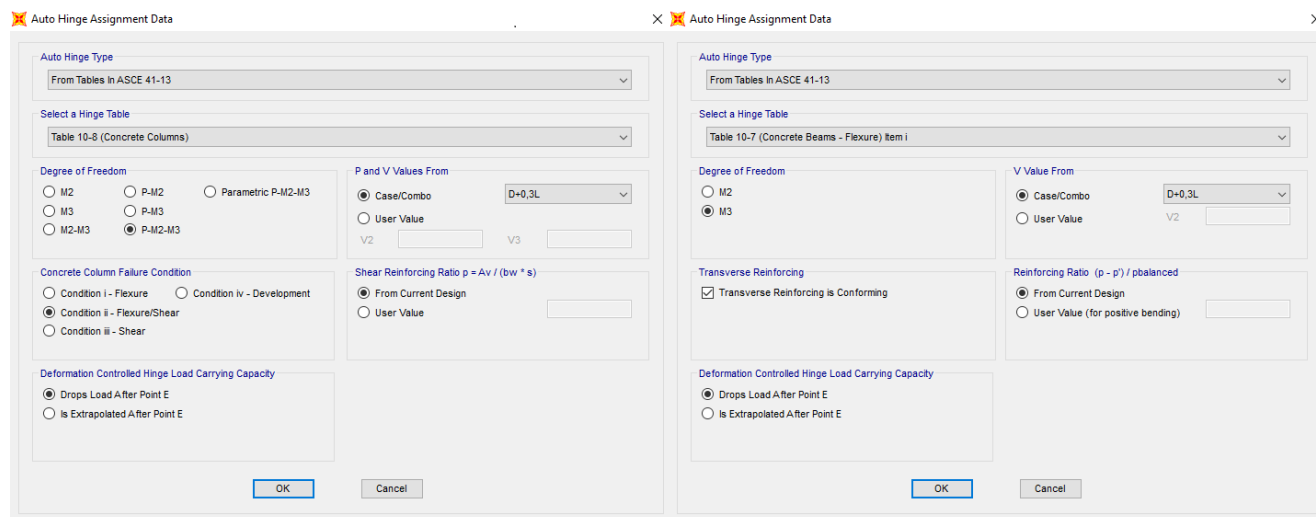 Auto Hinge Assignment Data
Auto Hinge Type
From Tables In ASCE 41-13
Select a Hinge Table
Table 10-8 (Concrete Columns)
Degree of Freedom
M2
P-M2
Parametric P-M2-M3
M3
P-M3
M2-M3
P-M2-M3
P and V Values From
Case/Combo
D+0,3L
User Value
V2
V3
Concrete Column Failure Condition
Condition i - Flexure
Condition iv - Development
Condition ii - Flexure/Shear
Condition iii - Shear
Shear Reinforcing Ratio p = Av / (bw * s)
From Current Design
User Value
Deformation Controlled Hinge Load Carrying Capacity
Drops Load After Point E
Is Extrapolated After Point E
OK
Cancel
Auto Hinge Assignment Data
Auto Hinge Type
From Tables In ASCE 41-13
Select a Hinge Table
Table 10-7 (Concrete Beams - Flexure) Item i
Degree of Freedom
M2
M3
V Value From
Case/Combo
D+0,3L
User Value
V2
Transverse Reinforcing
Transverse Reinforcing is Conforming
Reinforcing Ratio (p - p') / pbalanced
From Current Design
User Value (for positive bending)
Deformation Controlled Hinge Load Carrying Capacity
Drops Load After Point E
Is Extrapolated After Point E
OK
Cancel